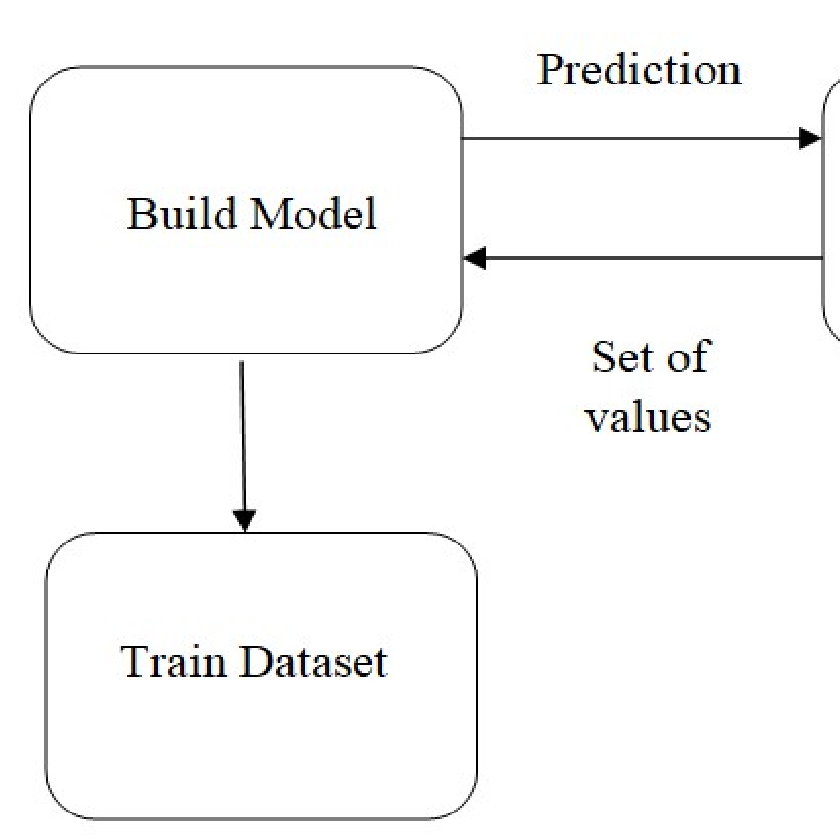 Prediction
Build Model
Set of
values
Train Dataset